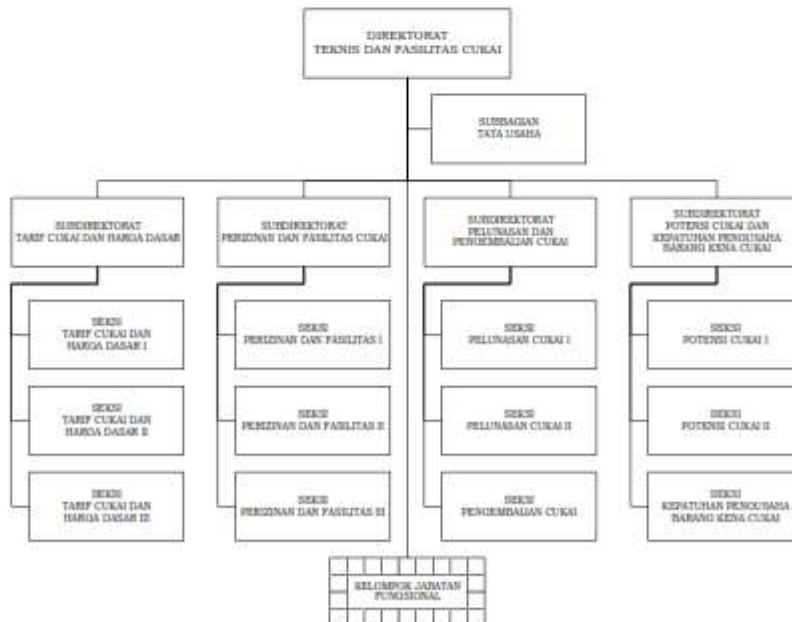 DIREKTORAT
TEKNIS DAN FASILITAS CUKAI
SUBBAGIAN
TATA USAHA
SUBDIREKTORAT
TARIF CUKAI DAN HARGA DASAR
SUBDIREKTORAT
PERIZINAN DAN FASILITAS CUKAI
SUBDIREKTORAT
PELUNASAN DAN
PENGEMBALIAN CUKAI
SUBDIREKTORAT
POTENSI CUKAI DAN
KEPATUHAN PENGUSAHA
BARANG KENA CUKAI
SEKSI
TARIF CUKAI DAN
HARGA DASAR I
SEKSI
PERIZINAN DAN FASILITAS I
SEKSI
PELUNASAN CUKAI I
SEKSI
POTENSI CUKAI I
SEKSI
TARIF CUKAI DAN
HARGA DASAR II
SEKSI
PERIZINAN DAN FASILITAS II
SEKSI
PELUNASAN CUKAI II
SEKSI
POTENSI CUKAI II
SEKSI
TARIF CUKAI DAN
HARGA DASAR III
SEKSI
PERIZINAN DAN FASILITAS III
SEKSI
PENGEMBALIAN CUKAI
SEKSI
KEPATUHAN PENGUSAHA
BARANG KENA CUKAI
KELOMPOK JABATAN
FUNGSIONAL